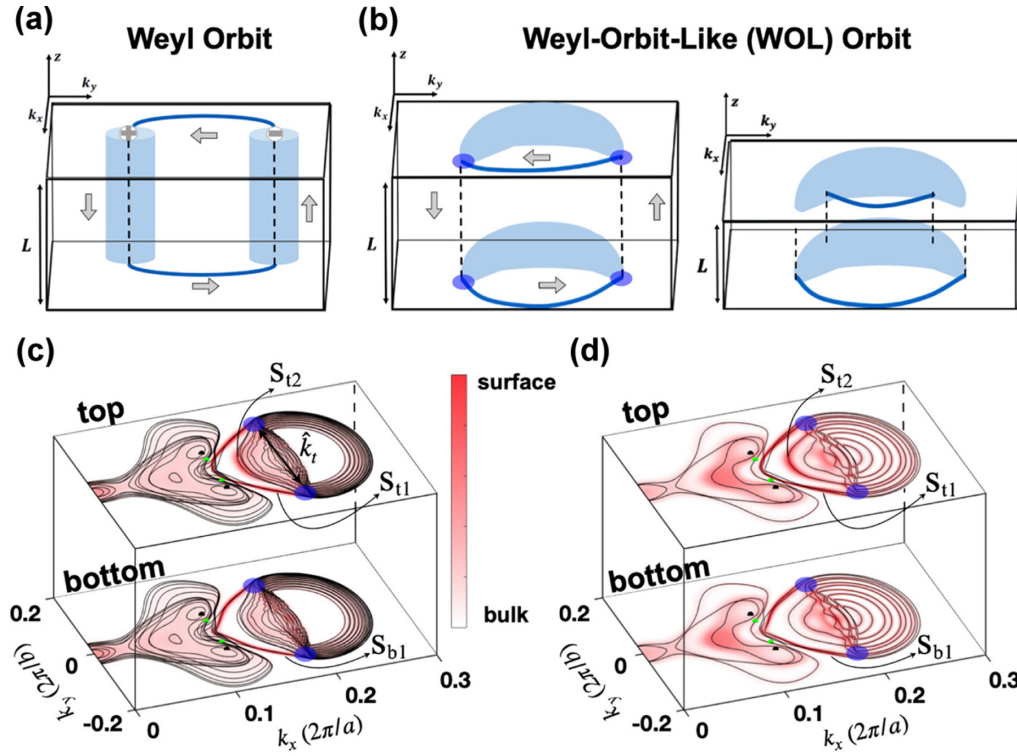 (a)
Weyl Orbit
z
k_y
k_x
L
(b)
Weyl-Orbit-Like (WOL) Orbit
z
k_y
k_x
L
z
k_y
k_x
L
(c)
top
S_t2
k̂_t
S_t1
bottom
S_b1
0.2
0
-0.2
k_y (2π/b)
0
0.1
0.2
0.3
k_x (2π/a)
surface
bulk
(d)
top
S_t2
S_t1
bottom
S_b1
0.2
0
-0.2
k_y (2π/b)
0
0.1
0.2
0.3
k_x (2π/a)